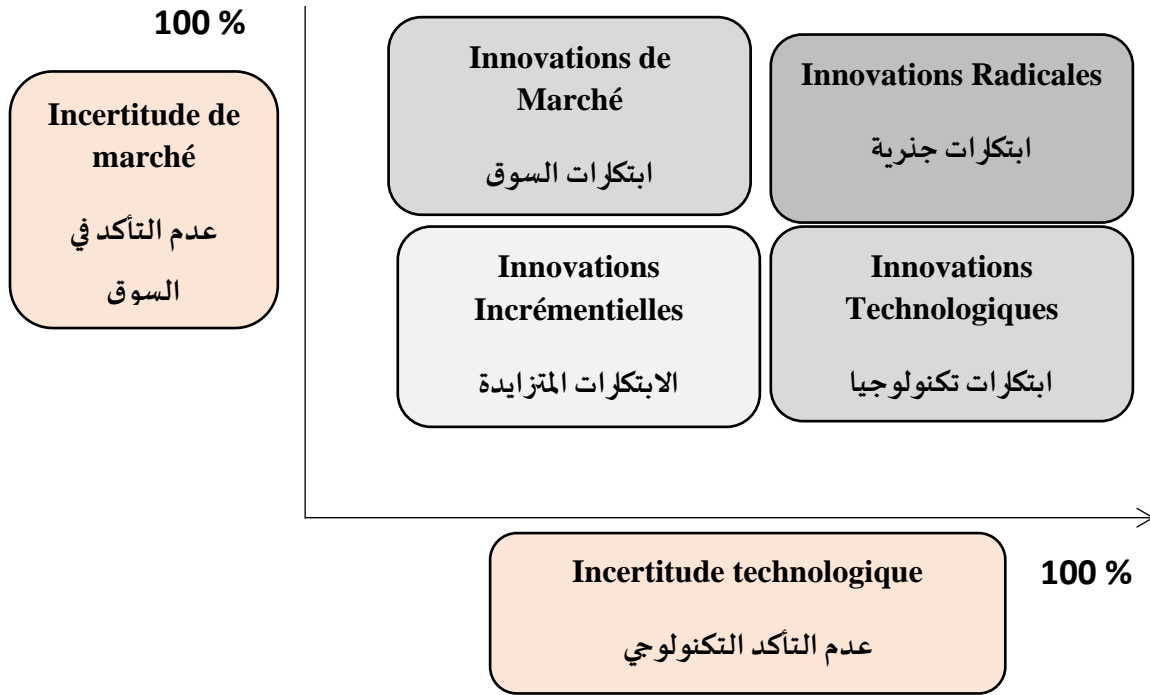 100 %
Incertitude de
marché
عدم التأكد في
السوق
Innovations de
Marché
ابتكارات السوق
Innovations Radicales
ابتكارات جذرية
Innovations
Incrémentielles
الابتكارات المتزايدة
Innovations
Technologiques
ابتكارات تكنولوجيا
Incertitude technologique
عدم التأكد التكنولوجي
100 %